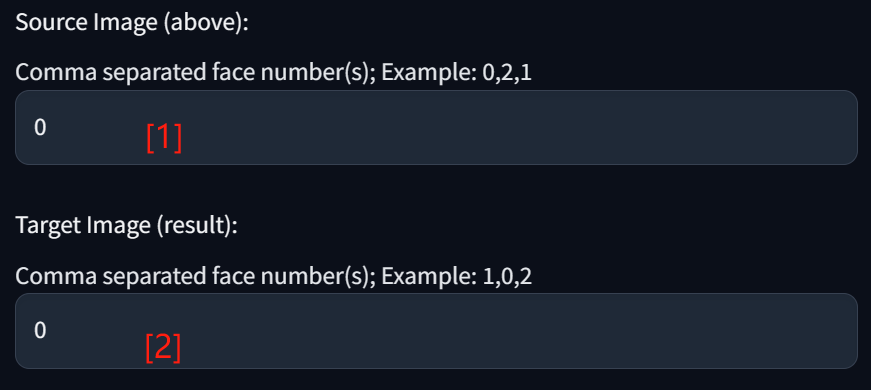 Source Image (above):
Comma separated face number(s); Example: 0,2,1
0
[1]
Target Image (result):
Comma separated face number(s); Example: 1,0,2
0
[2]